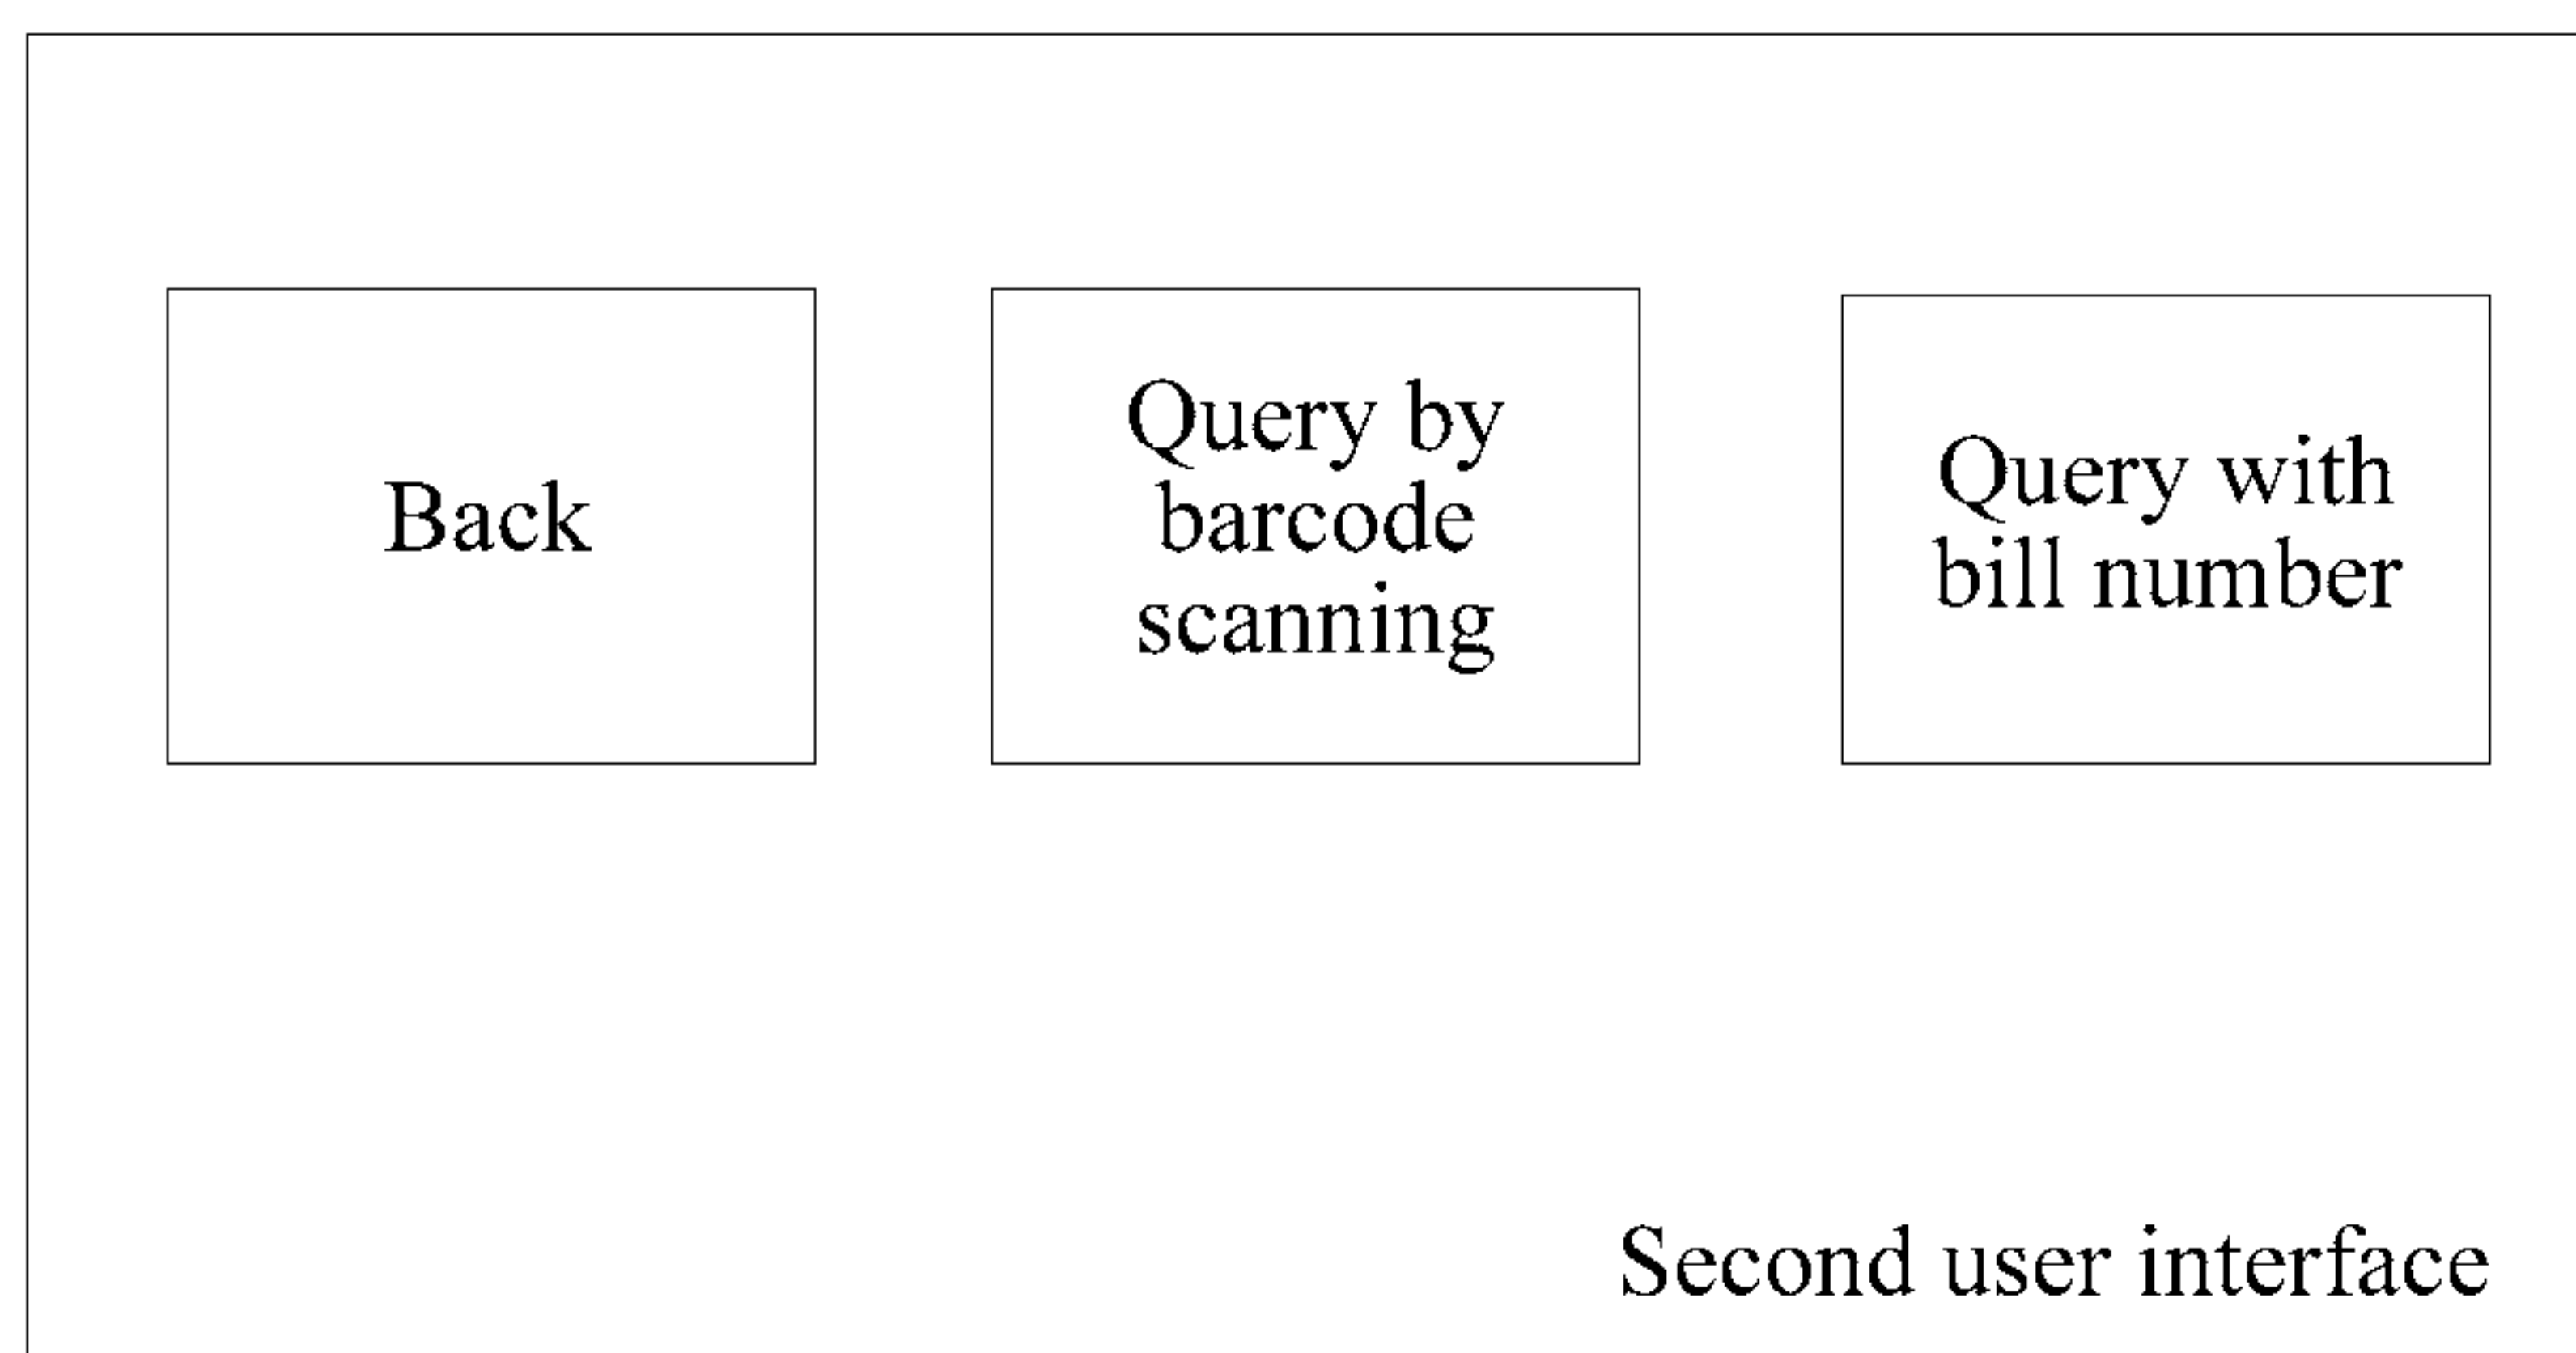 Back
Query by
barcode
scanning
Query with
bill number
Second user interface